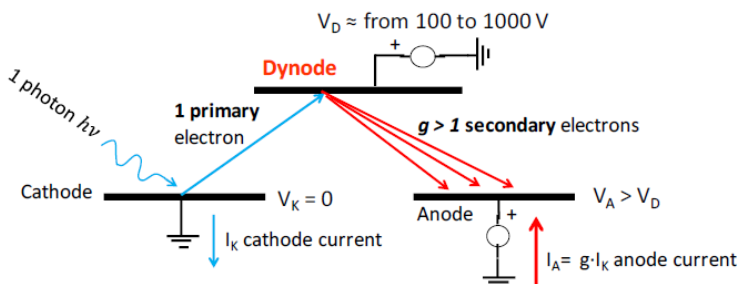 V_D ≈ from 100 to 1000 V
+
Dynode
1 photon hν
1 primary
electron
g > 1 secondary electrons
Cathode
V_K = 0
Anode
+
V_A > V_D
I_K cathode current
I_A= g·I_K anode current